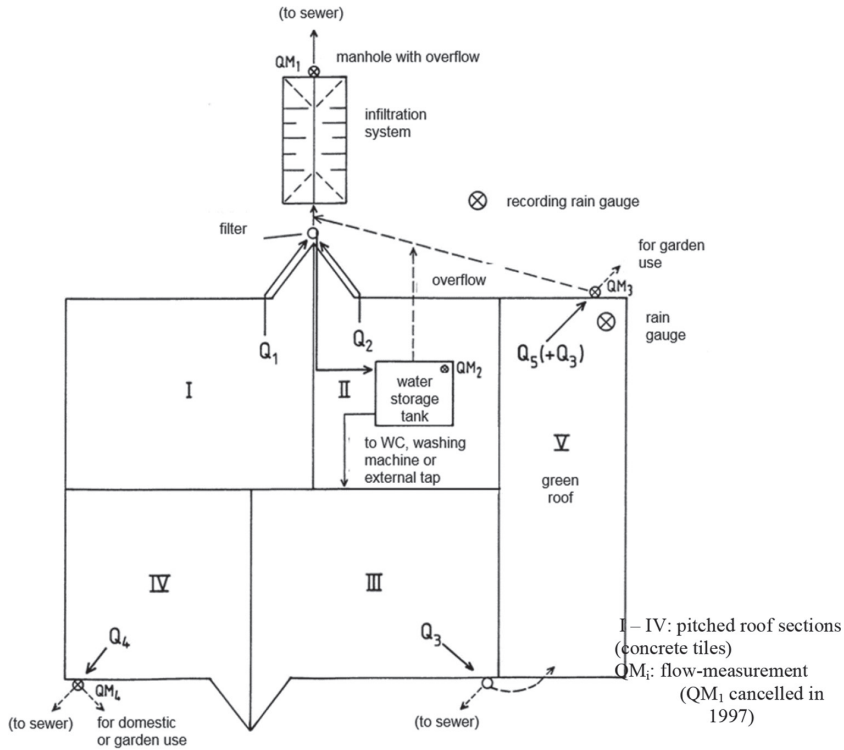 (to sewer)
QM1
manhole with overflow
infiltration
system
recording rain gauge
filter
for garden
use
overflow
QM3
rain
gauge
Q1
Q2
Q5(+Q3)
I
II
water
storage
tank
QM2
V
to WC, washing
machine or
external tap
green
roof
IV
III
Q4
Q3
I – IV: pitched roof sections
(concrete tiles)
QMi: flow-measurement
(QM1 cancelled in
1997)
QM4
(to sewer)
for domestic
or garden use
(to sewer)